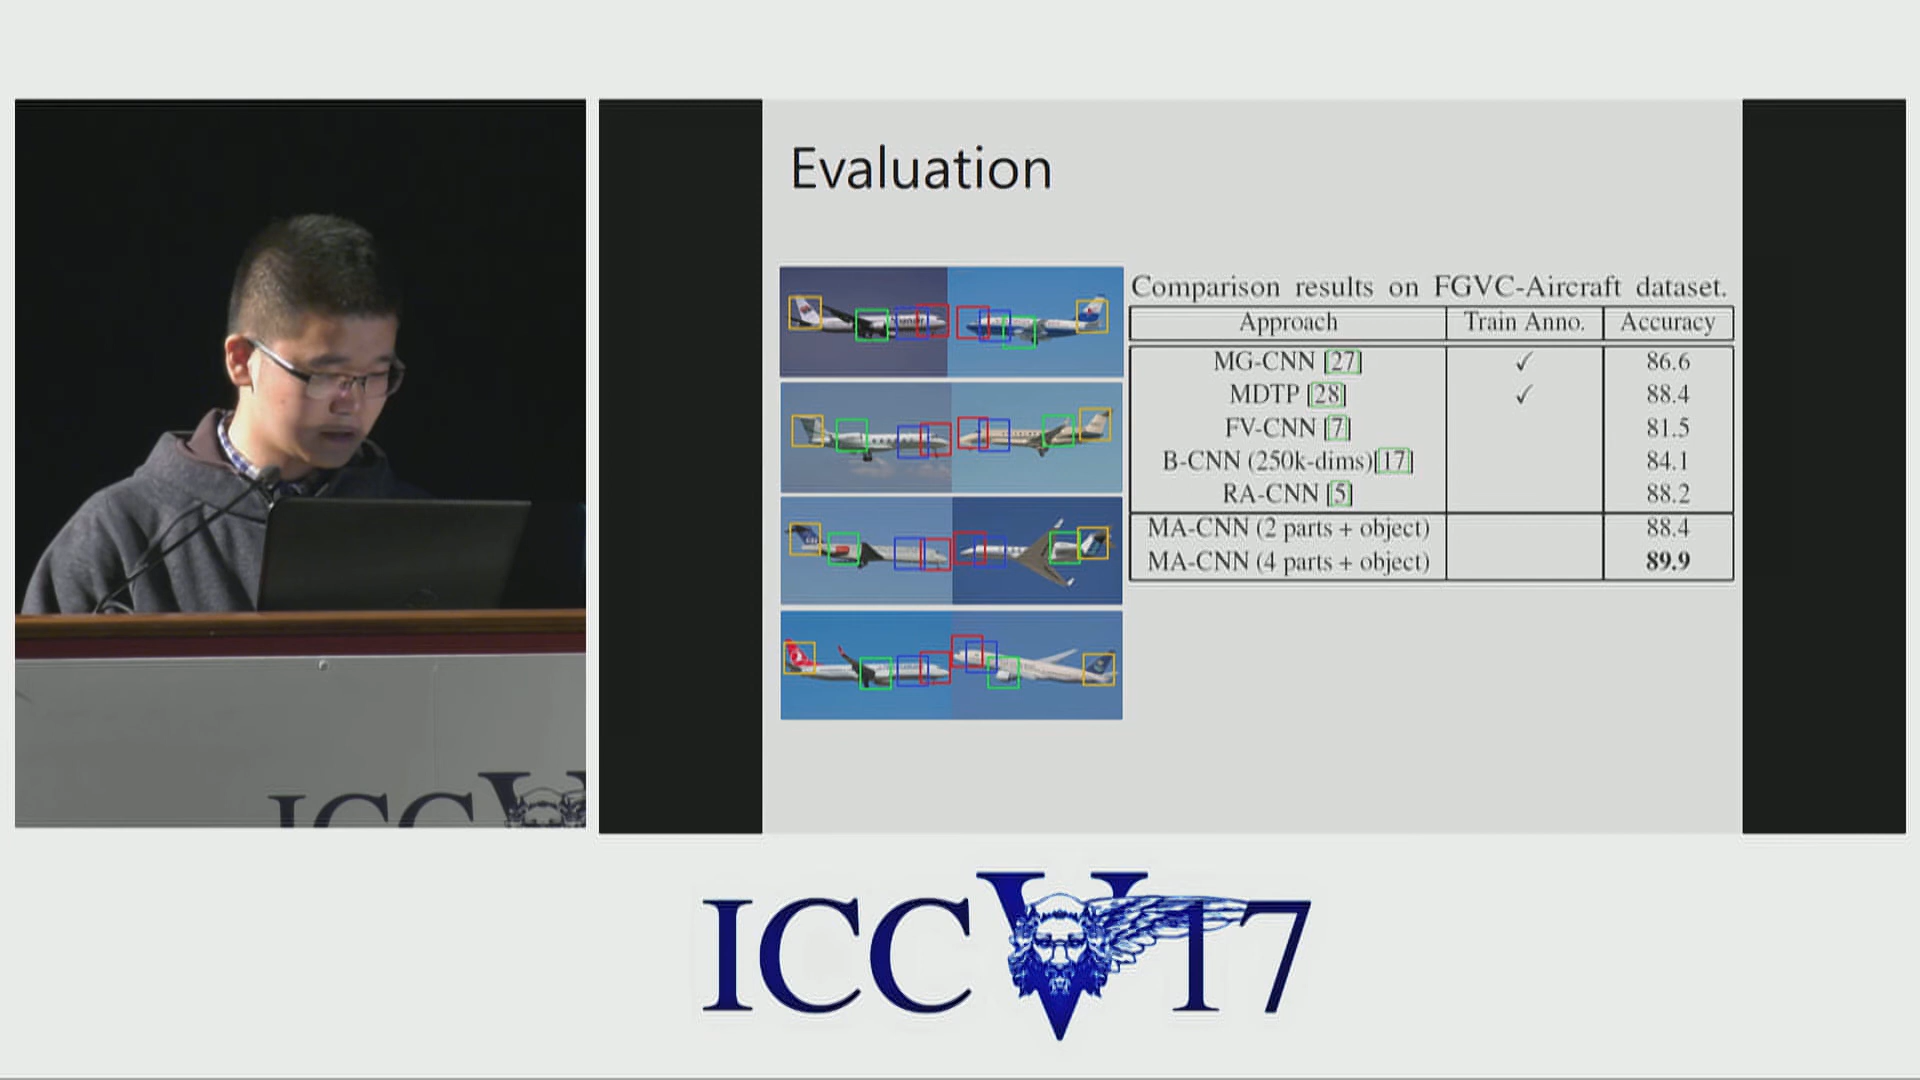 Evaluation
Comparison results on FGVC-Aircraft dataset.
Approach Train Anno. Accuracy
MG-CNN [27] ✓ 86.6
MDTP [28] ✓ 88.4
FV-CNN [7] 81.5
B-CNN (250k-dims)[17] 84.1
RA-CNN [5] 88.2
MA-CNN (2 parts + object) 88.4
MA-CNN (4 parts + object) 89.9
ICCV
ICCV17